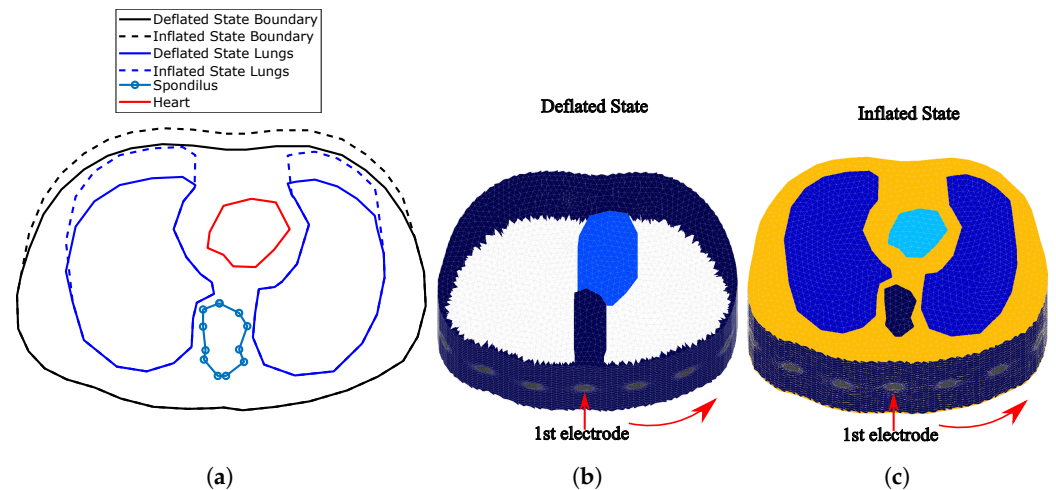 Deflated State Boundary
Inflated State Boundary
Deflated State Lungs
Inflated State Lungs
Spondilus
Heart
Deflated State
Inflated State
1st electrode
1st electrode
(a)
(b)
(c)